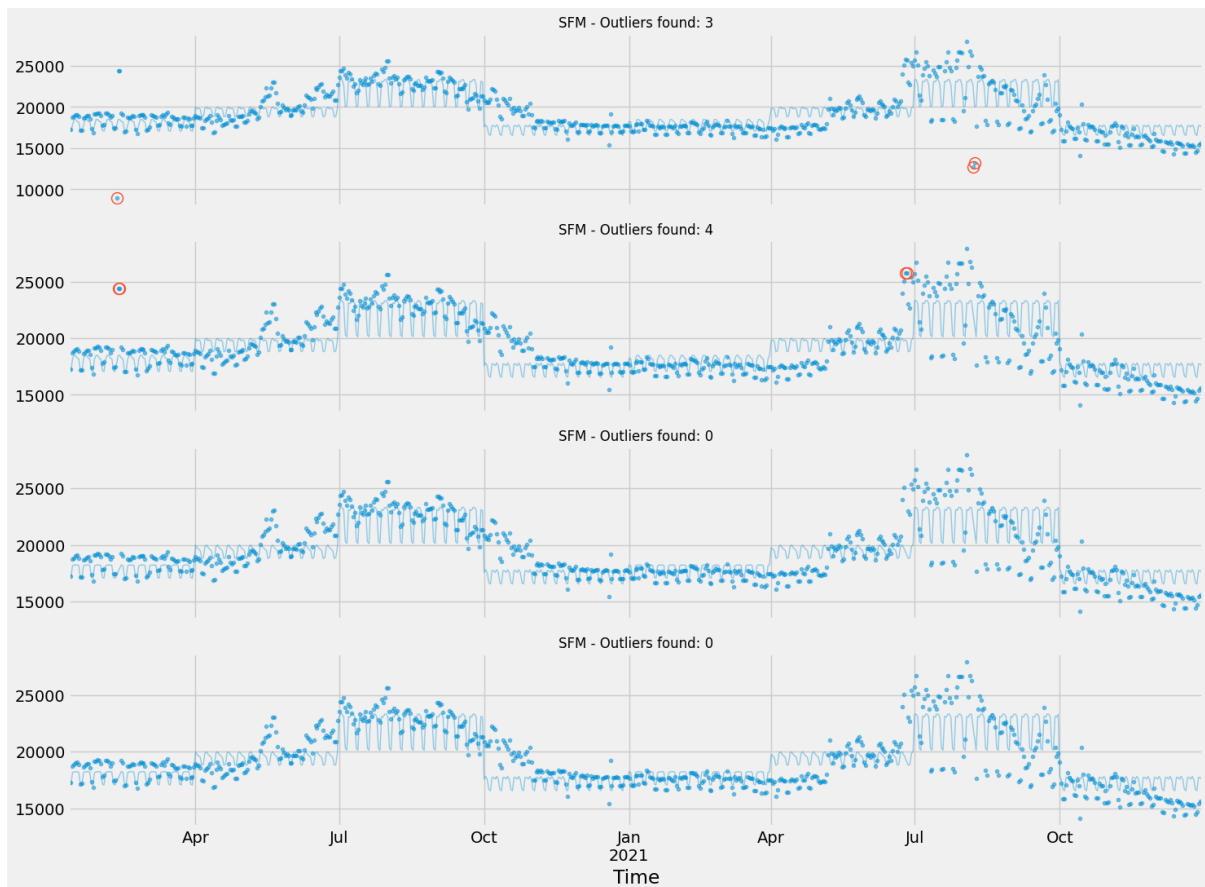 SFM - Outliers found: 3
25000
20000
15000
10000
SFM - Outliers found: 4
25000
20000
15000
SFM - Outliers found: 0
25000
20000
15000
SFM - Outliers found: 0
25000
20000
15000
Apr Jul Oct Jan Apr Jul Oct
2021
Time